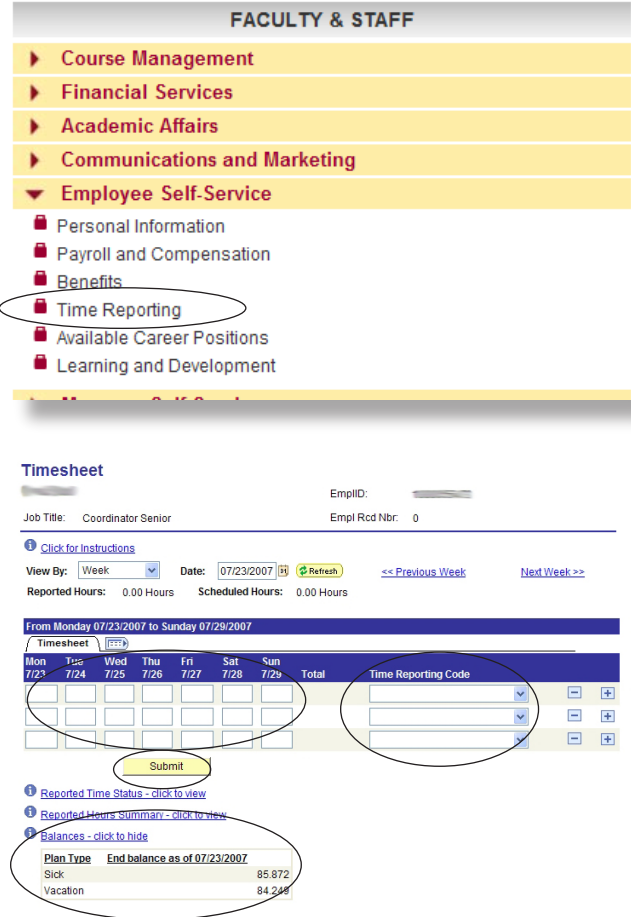 FACULTY & STAFF
Course Management
Financial Services
Academic Affairs
Communications and Marketing
Employee Self-Service
Personal Information
Payroll and Compensation
Benefits
Time Reporting
Available Career Positions
Learning and Development
Timesheet
EmplID:
Job Title: Coordinator Senior Empl Rcd Nbr: 0
Click for Instructions
View By: Week Date: 07/23/2007 31 Refresh << Previous Week Next Week >>
Reported Hours: 0.00 Hours Scheduled Hours: 0.00 Hours
From Monday 07/23/2007 to Sunday 07/29/2007
Timesheet
Mon Tue Wed Thu Fri Sat Sun
7/23 7/24 7/25 7/26 7/27 7/28 7/29 Total Time Reporting Code
Submit
Reported Time Status - click to view
Reported Hours Summary - click to view
Balances - click to hide
Plan Type End balance as of 07/23/2007
Sick 85.872
Vacation 84.249